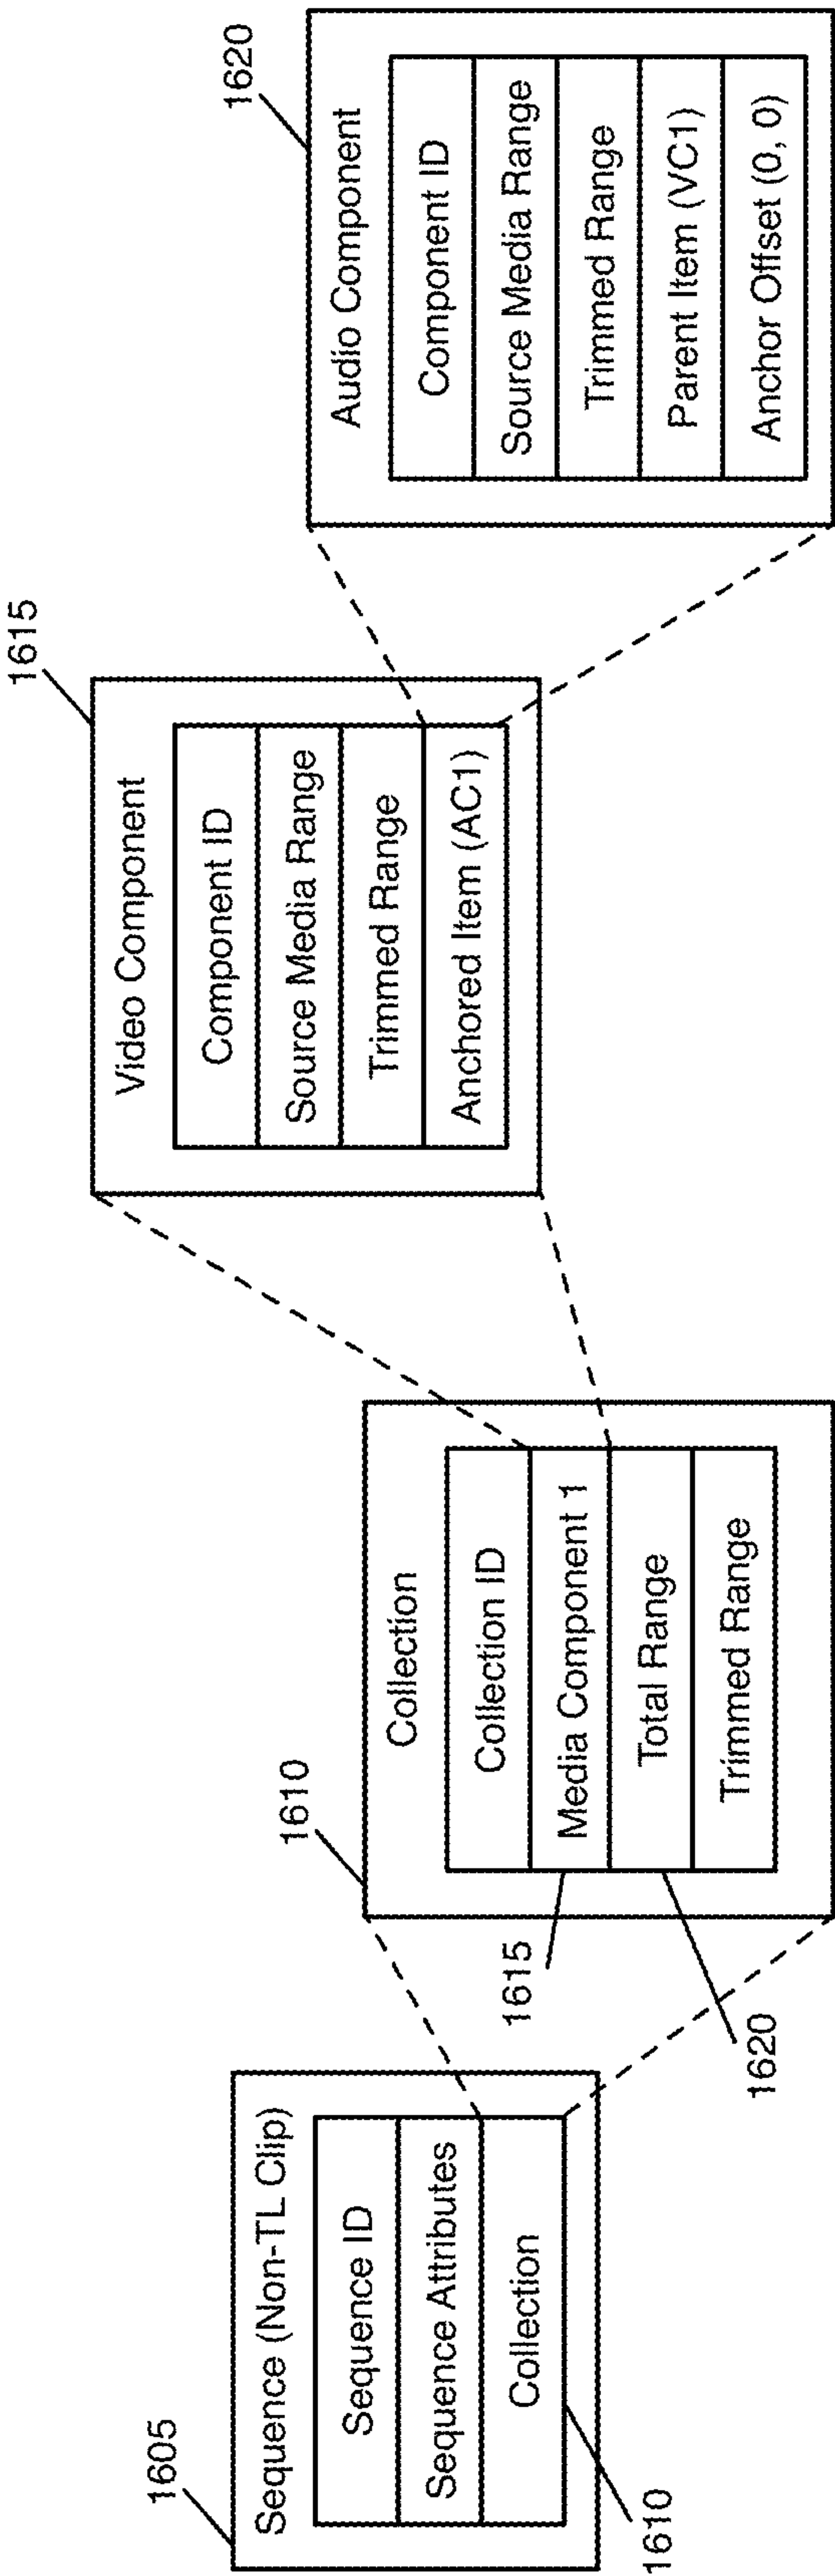 1605
Sequence (Non-TL Clip)
Sequence ID
Sequence Attributes
Collection
1610
1610
Collection
Collection ID
Media Component 1
Total Range
Trimmed Range
1615
1620
1615
Video Component
Component ID
Source Media Range
Trimmed Range
Anchored Item (AC1)
1620
Audio Component
Component ID
Source Media Range
Trimmed Range
Parent Item (VC1)
Anchor Offset (0, 0)